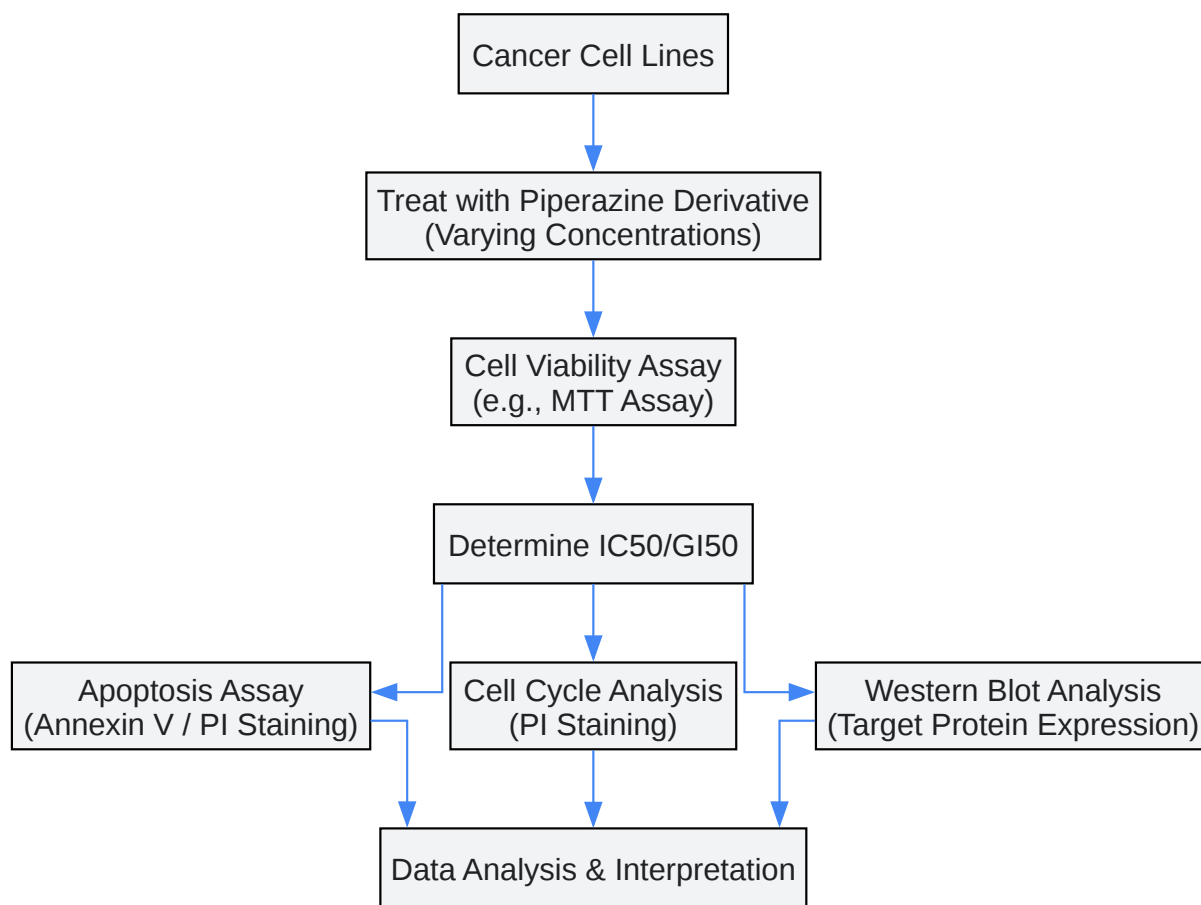 Cancer Cell Lines
Treat with Piperazine Derivative
(Varying Concentrations)
Cell Viability Assay
(e.g., MTT Assay)
Determine IC50/GI50
Apoptosis Assay
(Annexin V / PI Staining)
Cell Cycle Analysis
(PI Staining)
Western Blot Analysis
(Target Protein Expression)
Data Analysis & Interpretation